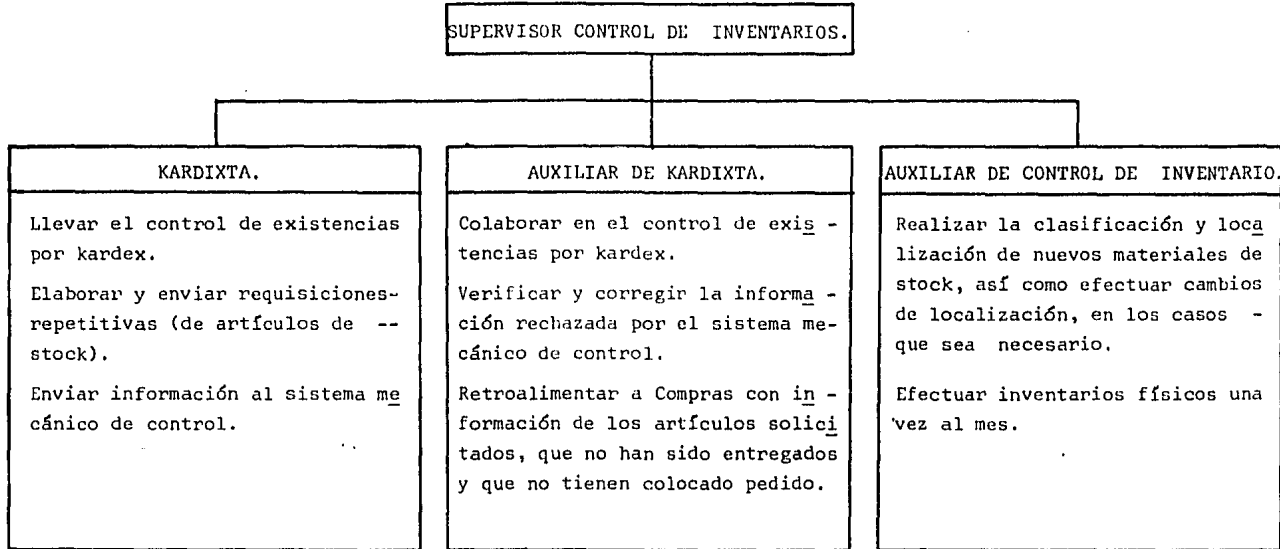 SUPERVISOR CONTROL DE INVENTARIOS.
KARDIXTA.
Llevar el control de existencias
por kardex.
Elaborar y enviar requisiciones-
repetitivas (de artículos de --
stock).
Enviar información al sistema me
cánico de control.
AUXILIAR DE KARDIXTA.
Colaborar en el control de exis -
tencias por kardex.
Verificar y corregir la informa -
ción rechazada por el sistema me-
cánico de control.
Retroalimentar a Compras con in -
formación de los artículos solici
tados, que no han sido entregados
y que no tienen colocado pedido.
AUXILIAR DE CONTROL DE INVENTARIO.
Realizar la clasificación y loca
lización de nuevos materiales de
stock, así como efectuar cambios
de localización, en los casos -
que sea necesario.
Efectuar inventarios físicos una
vez al mes.